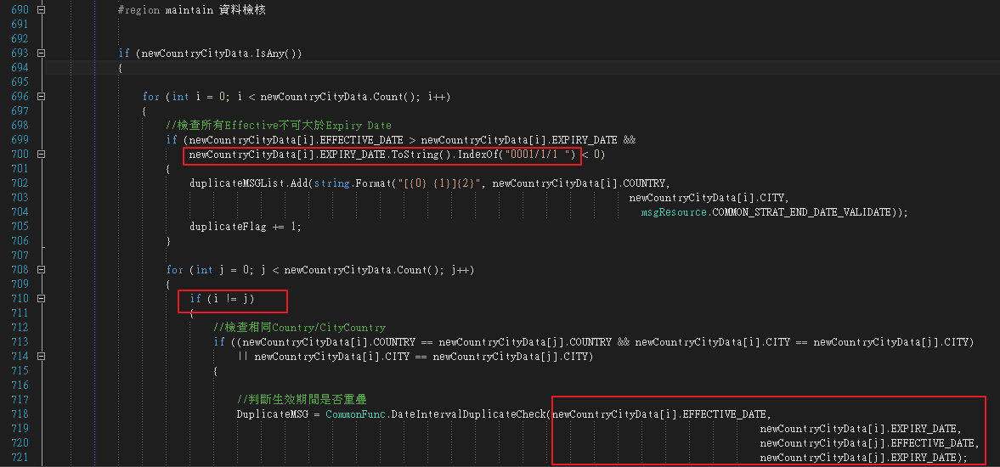 690 #region maintain 資料檢核
691
692
693 if (newCountryCityData.IsAny())
694 {
695
696 for (int i = 0; i < newCountryCityData.Count(); i++)
697 {
698 //檢查所有Effective不可大於Expiry Date
699 if (newCountryCityData[i].EFFECTIVE_DATE > newCountryCityData[i].EXPIRY_DATE &&
700 newCountryCityData[i].EXPIRY_DATE.ToString().IndexOf("0001/1/1 ") < 0)
701 {
702 duplicateMSGList.Add(string.Format("[{0} {1}]{2}", newCountryCityData[i].COUNTRY,
703 newCountryCityData[i].CITY,
704 msgResource.COMMON_STRAT_END_DATE_VALIDATE));
705 duplicateFlag += 1;
706 }
707
708 for (int j = 0; j < newCountryCityData.Count(); j++)
709 {
710 if (i != j)
711 {
712 //檢查相同Country/CityCountry
713 if ((newCountryCityData[i].COUNTRY == newCountryCityData[j].COUNTRY && newCountryCityData[i].CITY == newCountryCityData[j].CITY)
714 || newCountryCityData[i].CITY == newCountryCityData[j].CITY)
715 {
716
717 //判斷生效期間是否重疊
718 DuplicateMSG = CommonFunc.DateIntervalDuplicateCheck(newCountryCityData[i].EFFECTIVE_DATE,
719 newCountryCityData[i].EXPIRY_DATE,
720 newCountryCityData[j].EFFECTIVE_DATE,
721 newCountryCityData[j].EXPIRY_DATE);